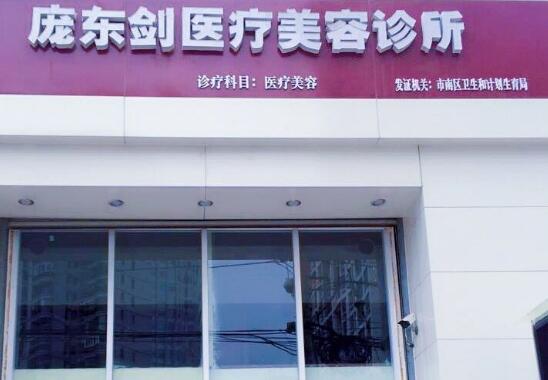 庞东剑医疗美容诊所
诊疗科目：医疗美容
发证机关：市南区卫生和计划生育局